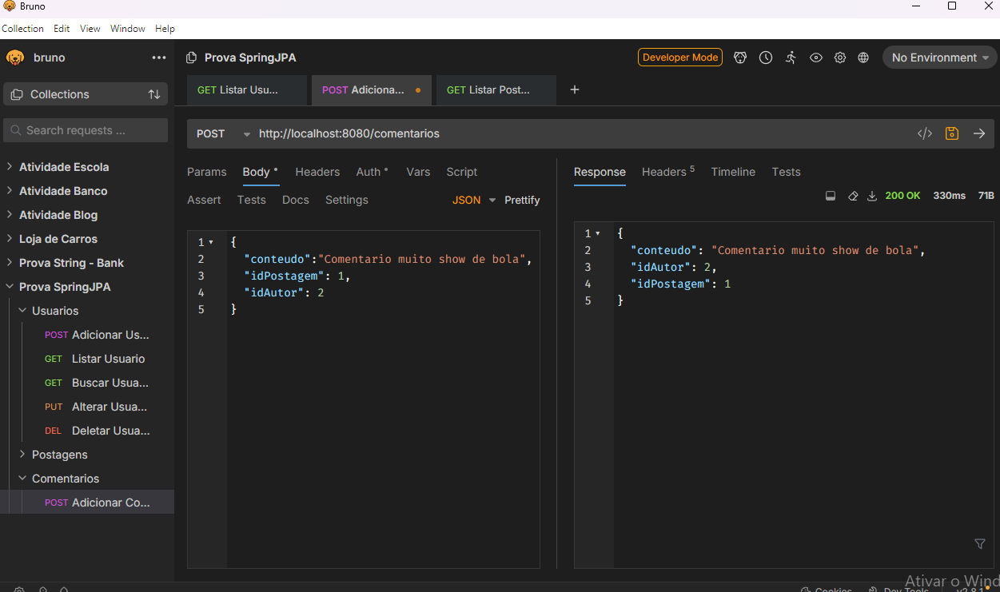 Bruno
Collection Edit View Window Help
bruno ...
Prova SpringJPA
Developer Mode
No Environment
Collections
GET Listar Usu...
POST Adiciona...
GET Listar Post...
+
Search requests ...
POST http://localhost:8080/comentarios
</>
Atividade Escola
Atividade Banco
Atividade Blog
Loja de Carros
Prova String - Bank
Prova SpringJPA
Usuarios
POST Adicionar Us...
GET Listar Usuario
GET Buscar Usua...
PUT Alterar Usua...
DEL Deletar Usua...
Postagens
Comentarios
POST Adicionar Co...
Params Body Headers Auth Vars Script
Assert Tests Docs Settings
JSON Prettify
1 {
2 "conteudo":"Comentario muito show de bola",
3 "idPostagem": 1,
4 "idAutor": 2
5 }
Response Headers 5 Timeline Tests
200 OK 330ms 71B
1 {
2 "conteudo": "Comentario muito show de bola",
3 "idAutor": 2,
4 "idPostagem": 1
5 }
Ativar o Wind
Cookies Dev Tools v2.8.1